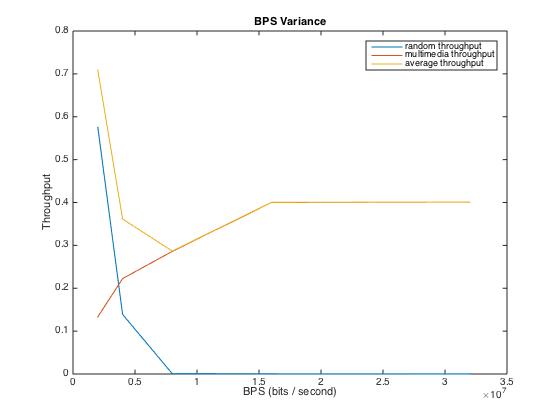 BPS Variance
random throughput
multimedia throughput
average throughput
Throughput
0.8
0.7
0.6
0.5
0.4
0.3
0.2
0.1
0
0 0.5 1 1.5 2 2.5 3 3.5
BPS (bits / second)
×10^7